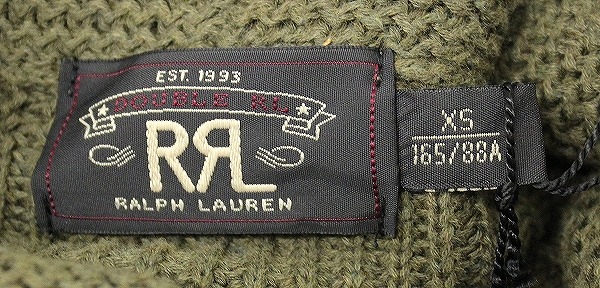 EST. 1993
DOUBLE RL
RRL
RALPH LAUREN
XS
165/88A